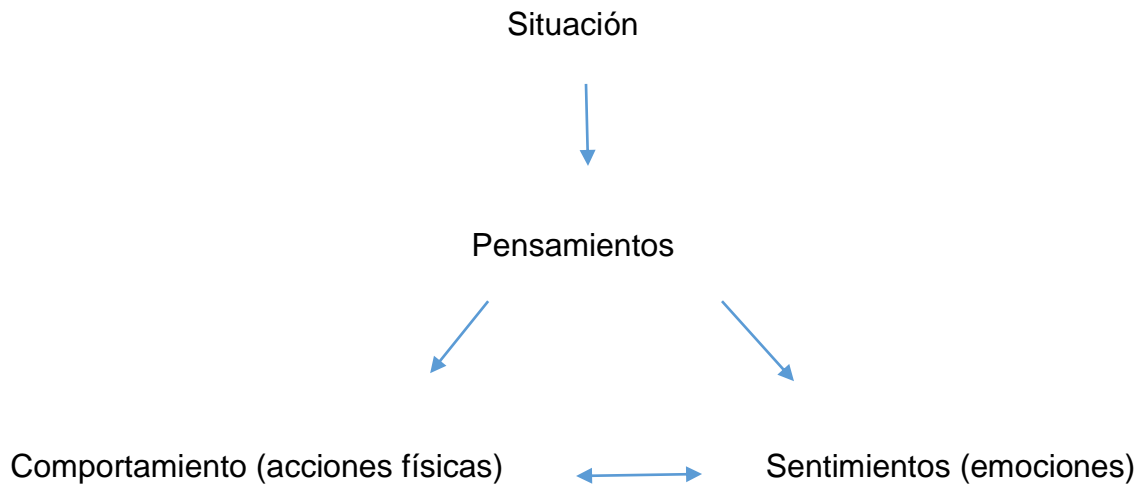 Situación
Pensamientos
Comportamiento (acciones físicas)
Sentimientos (emociones)